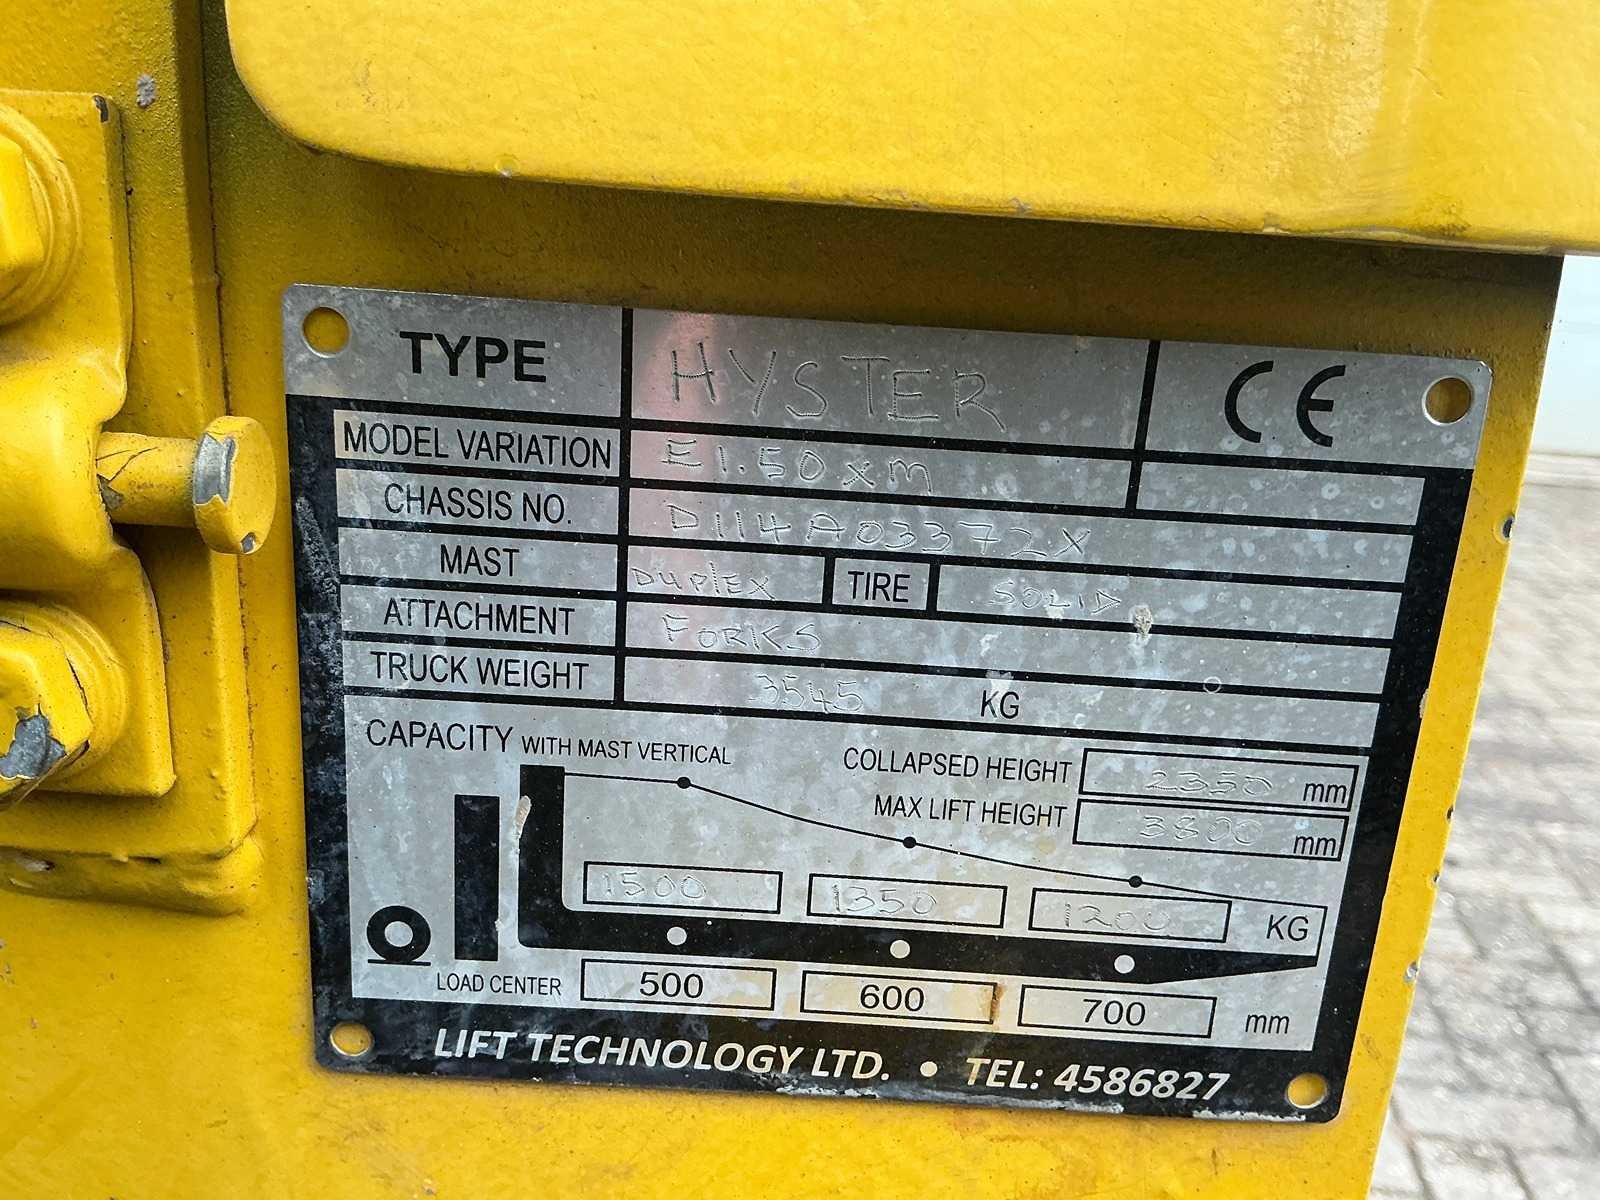 TYPE HYSTER CE
MODEL VARIATION E1.50xm
CHASSIS NO. D114A03372X
MAST DUPLEX TIRE SOLID
ATTACHMENT FORKS
TRUCK WEIGHT 3545 KG
CAPACITY WITH MAST VERTICAL
COLLAPSED HEIGHT 2350 mm
MAX LIFT HEIGHT 3800 mm
1500 1350 1200 KG
LOAD CENTER 500 600 700 mm
LIFT TECHNOLOGY LTD. • TEL: 4586827